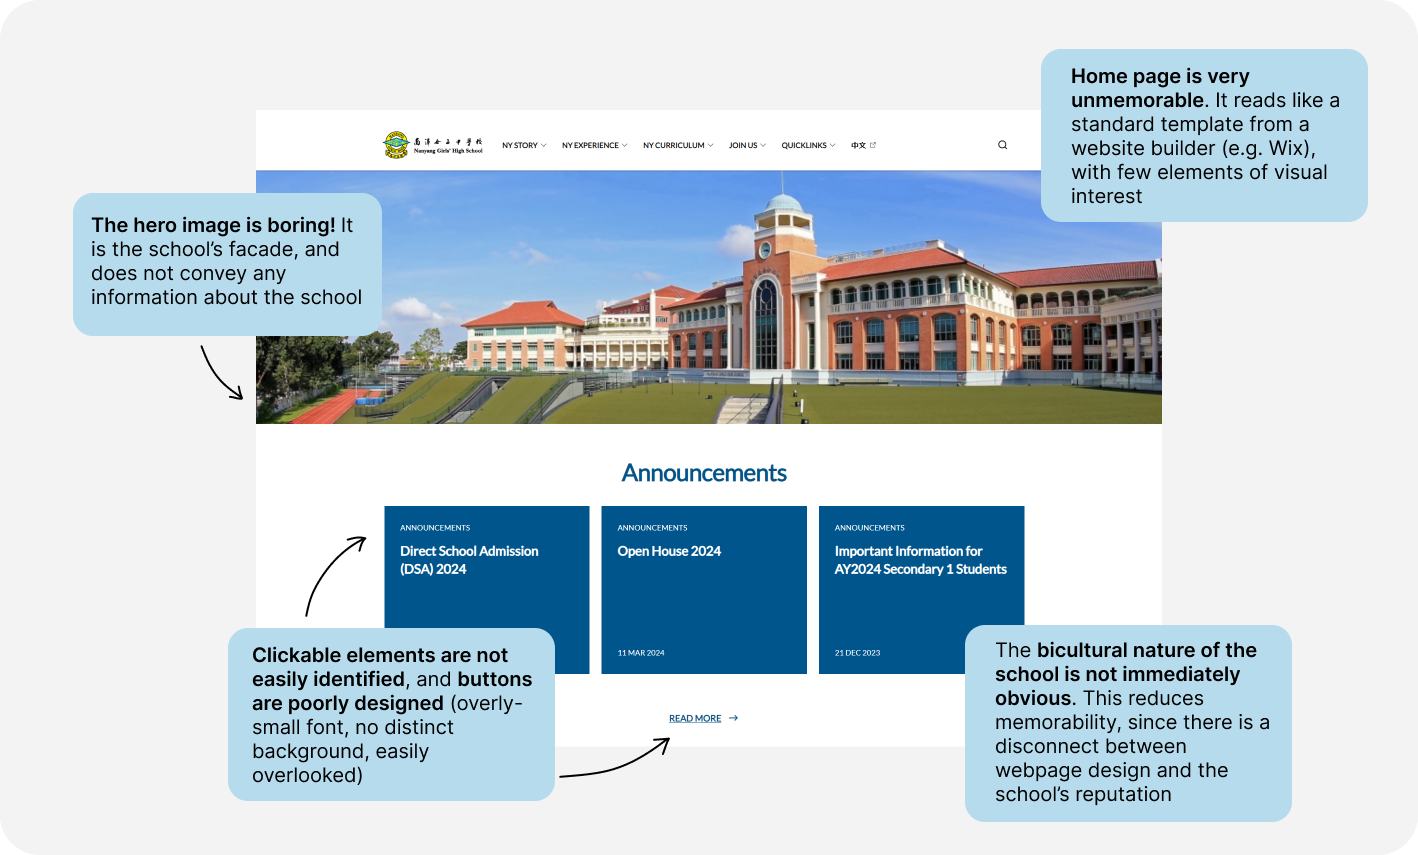 Home page is very
unmemorable. It reads like a
standard template from a
website builder (e.g. Wix),
with few elements of visual
interest
南洋女子中學校
Nanyang Girls' High School
NY STORY
NY EXPERIENCE
NY CURRICULUM
JOIN US
QUICKLINKS
中文
The hero image is boring! It
is the school’s facade, and
does not convey any
information about the school
Announcements
ANNOUNCEMENTS
Direct School Admission
(DSA) 2024
ANNOUNCEMENTS
Open House 2024
11 MAR 2024
ANNOUNCEMENTS
Important Information for
AY2024 Secondary 1 Students
21 DEC 2023
Clickable elements are not
easily identified, and buttons
are poorly designed (overly-
small font, no distinct
background, easily
overlooked)
READ MORE
The bicultural nature of the
school is not immediately
obvious. This reduces
memorability, since there is a
disconnect between
webpage design and the
school’s reputation